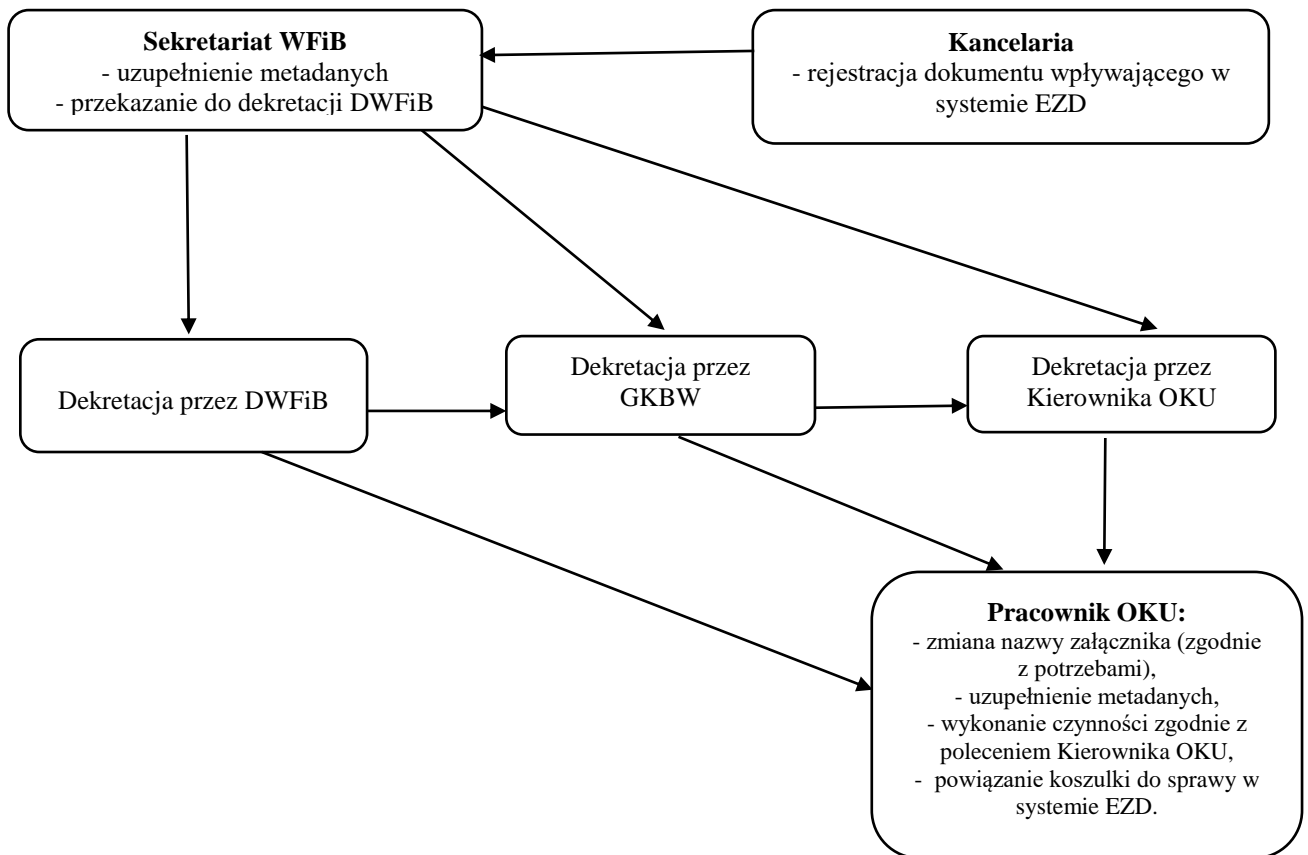 Sekretariat WFiB
- uzupełnienie metadanych
- przekazanie do dekretacji DWFiB
Kancelaria
- rejestracja dokumentu wpływającego w
systemie EZD
Dekretacja przez DWFiB
Dekretacja przez
GKBW
Dekretacja przez
Kierownika OKU
Pracownik OKU:
- zmiana nazwy załącznika (zgodnie
z potrzebami),
- uzupełnienie metadanych,
- wykonanie czynności zgodnie z
poleceniem Kierownika OKU,
- powiązanie koszulki do sprawy w
systemie EZD.